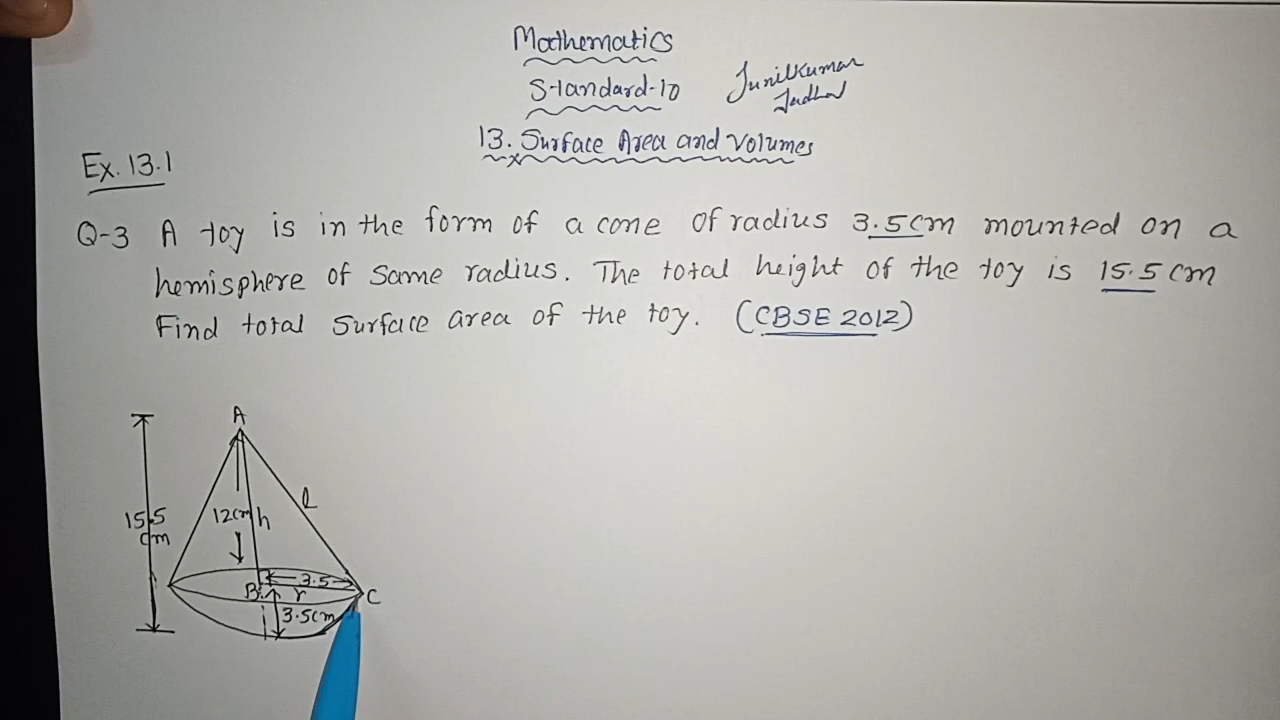 Mathematics
Standard-10
13. Surface Area and Volumes
Ex. 13.1
Q-3 A toy is in the form of a cone of radius 3.5cm mounted on a
hemisphere of same radius. The total height of the toy is 15.5 cm
Find total surface area of the toy. (CBSE 2012)
A
l
15.5
cm
12cm h
3.5
B r C
3.5cm